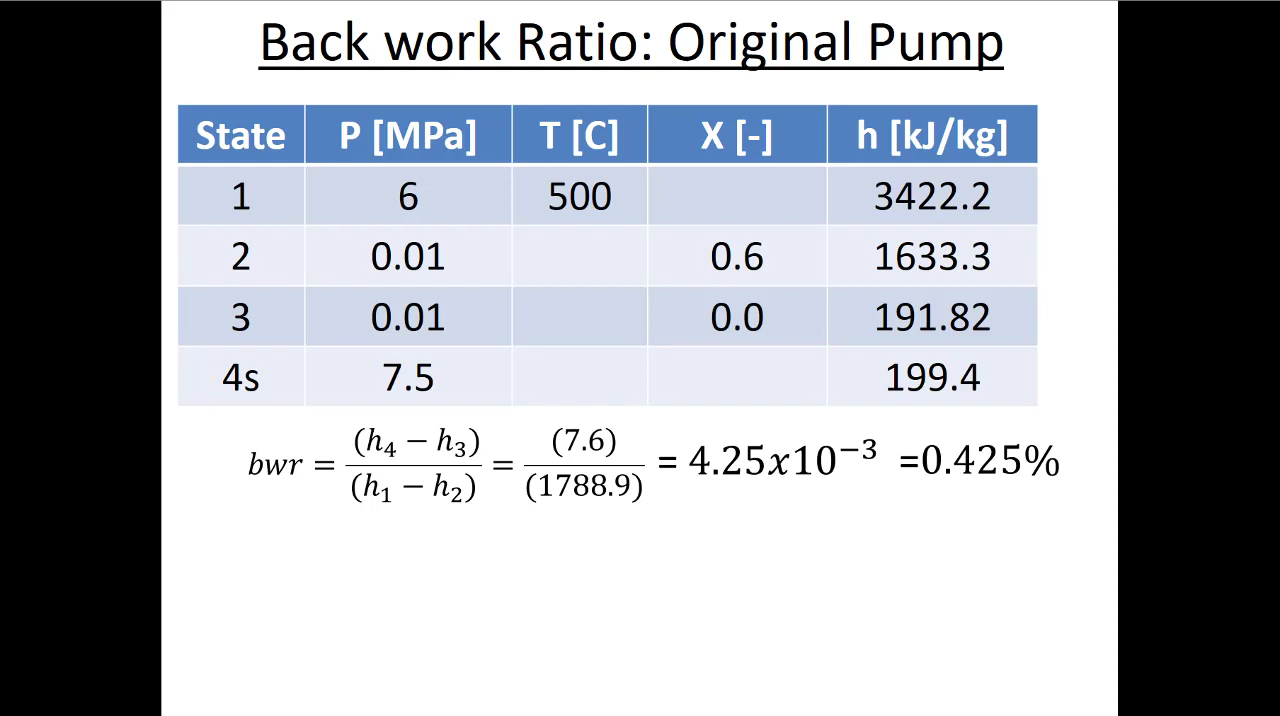 Back work Ratio: Original Pump
State P [MPa] T [C] X [-] h [kJ/kg]
1 6 500 3422.2
2 0.01 0.6 1633.3
3 0.01 0.0 191.82
4s 7.5 199.4
bwr = (h₄ − h₃) / (h₁ − h₂) = (7.6) / (1788.9) = 4.25x10⁻³ =0.425%